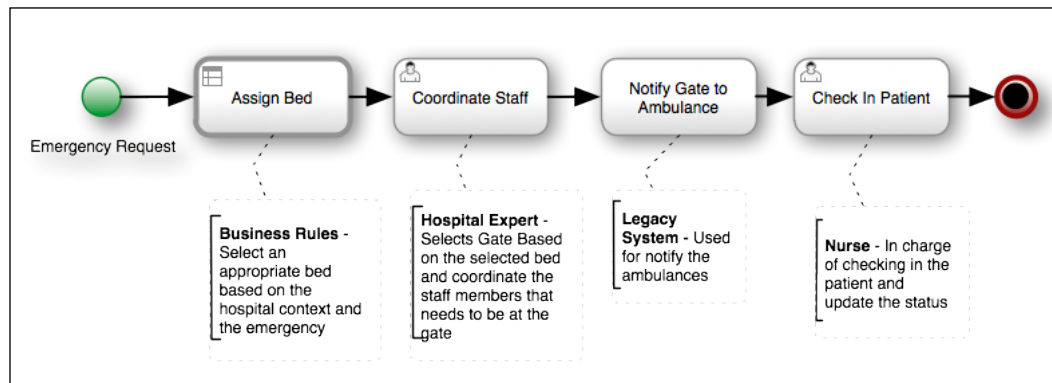 Assign Bed
Coordinate Staff
Notify Gate to
Ambulance
Check In Patient
Emergency Request
Business Rules -
Select an
appropriate bed
based on the
hospital context and
the emergency
Hospital Expert -
Selects Gate Based
on the selected bed
and coordinate the
staff members that
needs to be at the
gate
Legacy
System - Used
for notify the
ambulances
Nurse - In charge
of checking in the
patient and
update the status